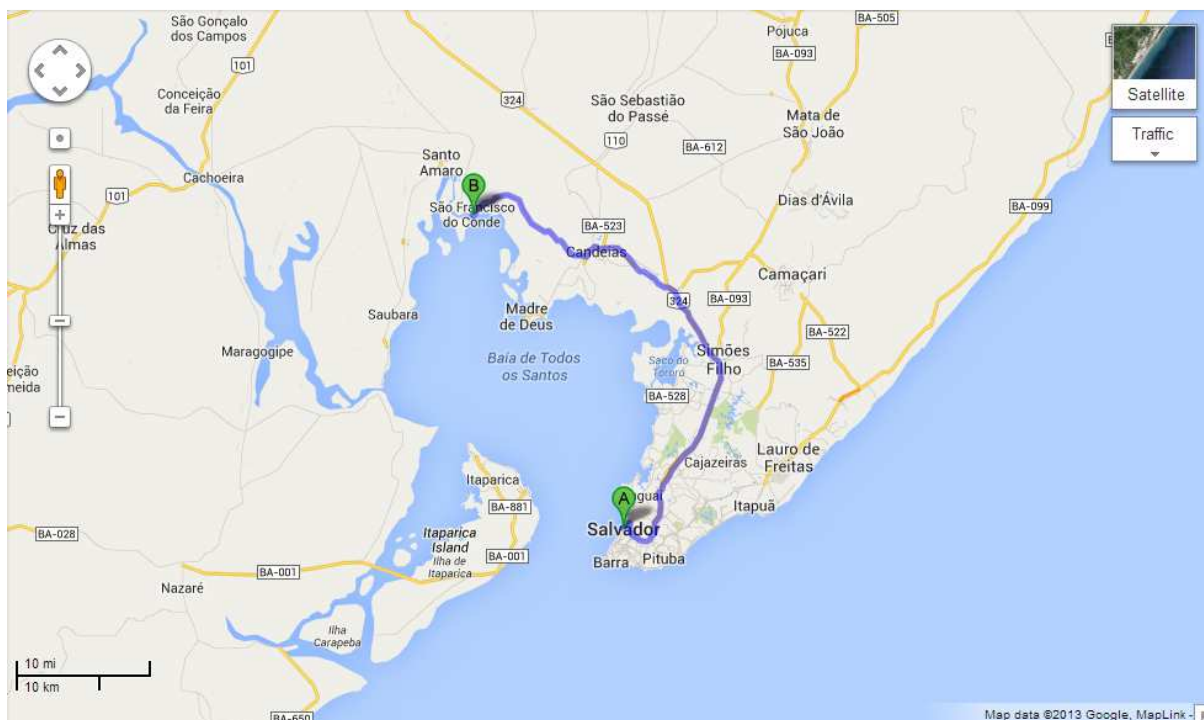 São Gonçalo
dos Campos
BA-505
Pojuca
BA-093
101
Satellite
Conceição
da Feira
324
São Sebastião
do Passé
Mata de
São João
Traffic
110
BA-612
Santo
Amaro
Cachoeira
B
101
Dias d'Ávila
BA-099
São Francisco
do Conde
Cruz das
Almas
BA-523
Candeias
Camaçari
324
BA-093
Madre
de Deus
Saubara
BA-522
Maragogipe
Simões
Filho
Baía de Todos
os Santos
Saco do
Tororó
BA-535
BA-528
Lauro de
Freitas
Cajazeiras
Itaparica
A
BA-881
Itapuã
Salvador
BA-028
Itaparica
Island
Ilha de
Itaparica
BA-001
Barra
Pituba
BA-001
Nazaré
Ilha
Carapeba
10 mi
10 km
BA-650
Map data ©2013 Google, MapLink -